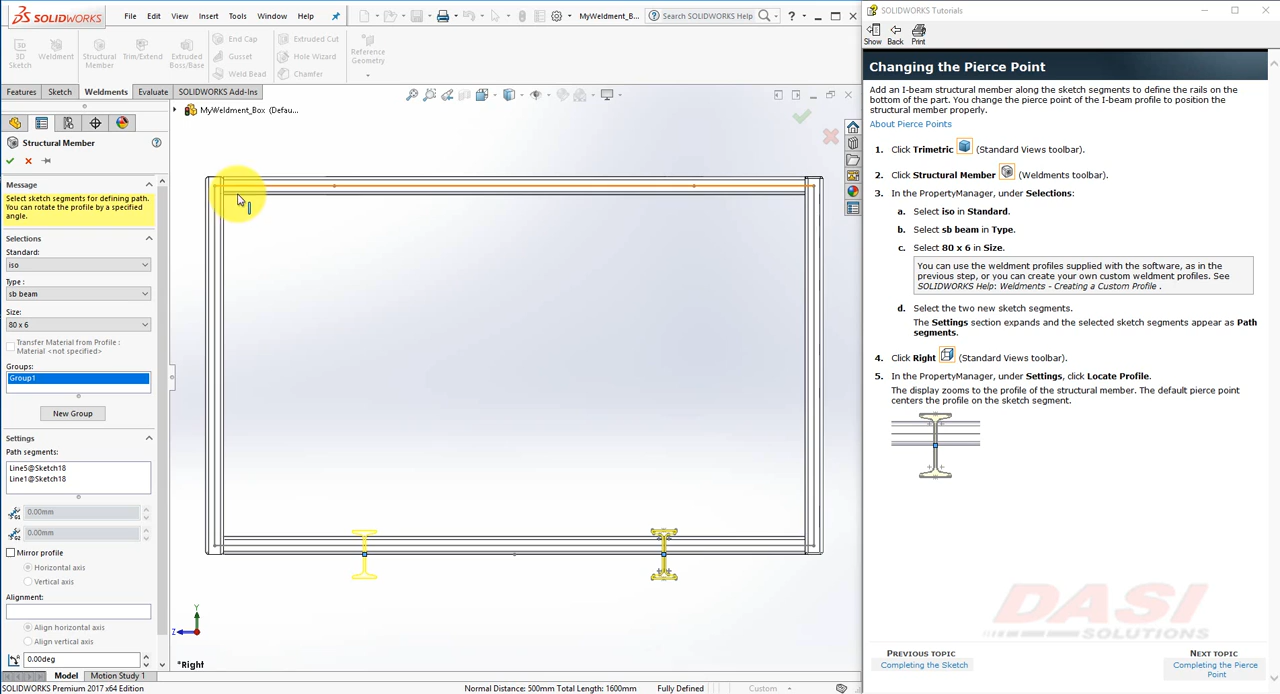 SOLIDWORKS
File
Edit
View
Insert
Tools
Window
Help
MyWeldment_B...
Search SOLIDWORKS Help
3D Sketch
Weldment
Structural Member
Trim/Extend
Extruded Boss/Base
End Cap
Gusset
Weld Bead
Extruded Cut
Hole Wizard
Chamfer
Reference Geometry
Features
Sketch
Weldments
Evaluate
SOLIDWORKS Add-Ins
MyWeldment_Box (Defau...
Structural Member
Message
Select sketch segments for defining path.
You can rotate the profile by a specified
angle.
Selections
Standard:
iso
Type :
sb beam
Size:
80 x 6
Transfer Material from Profile :
Material <not specified>
Groups:
Group1
New Group
Settings
Path segments:
Line5@Sketch18
Line1@Sketch18
0.00mm
0.00mm
Mirror profile
Horizontal axis
Vertical axis
Alignment:
Align horizontal axis
Align vertical axis
0.00deg
Y
Z
*Right
Model
Motion Study 1
SOLIDWORKS Premium 2017 x64 Edition
Normal Distance: 500mm Total Length: 1600mm
Fully Defined
Custom
SOLIDWORKS Tutorials
Show
Back
Print
Changing the Pierce Point
Add an I-beam structural member along the sketch segments to define the rails on the
bottom of the part. You change the pierce point of the I-beam profile to position the
structural member properly.
About Pierce Points
1. Click Trimetric (Standard Views toolbar).
2. Click Structural Member (Weldments toolbar).
3. In the PropertyManager, under Selections:
a. Select iso in Standard.
b. Select sb beam in Type.
c. Select 80 x 6 in Size.
You can use the weldment profiles supplied with the software, as in the
previous step, or you can create your own custom weldment profiles. See
SOLIDWORKS Help: Weldments - Creating a Custom Profile .
d. Select the two new sketch segments.
The Settings section expands and the selected sketch segments appear as Path
segments.
4. Click Right (Standard Views toolbar).
5. In the PropertyManager, under Settings, click Locate Profile.
The display zooms to the profile of the structural member. The default pierce point
centers the profile on the sketch segment.
DASI
SOLUTIONS
PREVIOUS TOPIC
Completing the Sketch
NEXT TOPIC
Completing the Pierce
Point